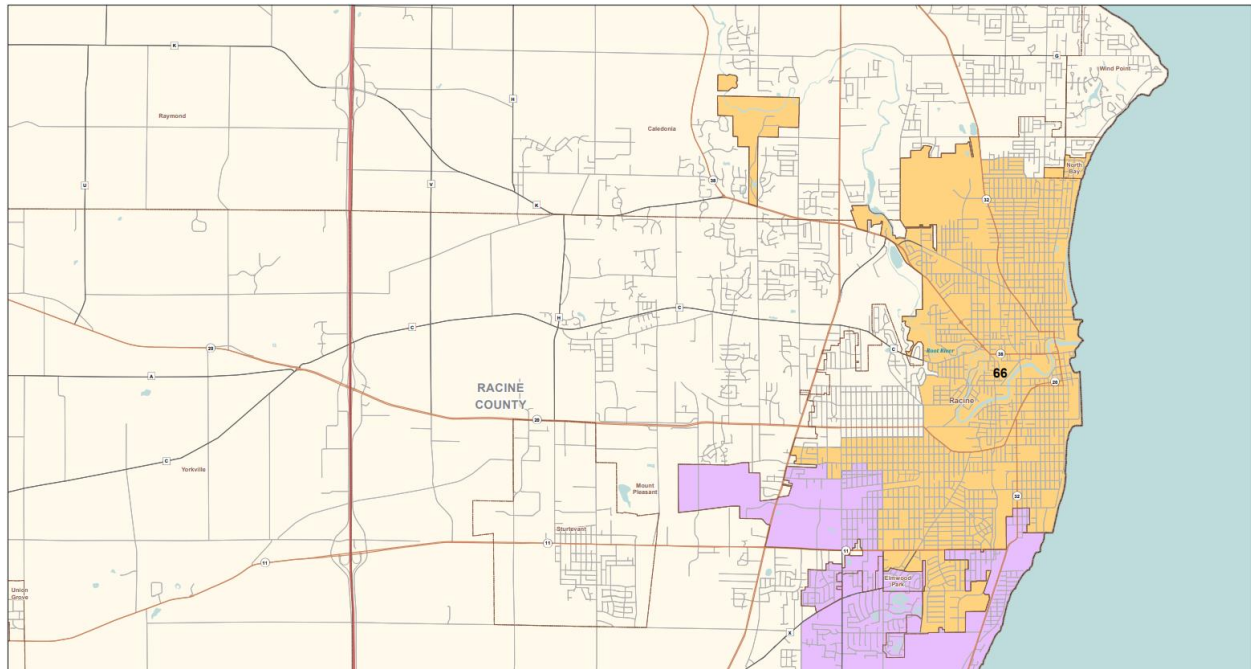 K
G
Wind Point
H
Raymond
Caledonia
North
Bay
U
V
38
32
K
C
H
C
Root River
20
38
66
A
RACINE
COUNTY
20
Racine
20
C
Yorkville
Mount
Pleasant
32
Sturtevant
11
11
11
Union
Grove
Elmwood
Park
X